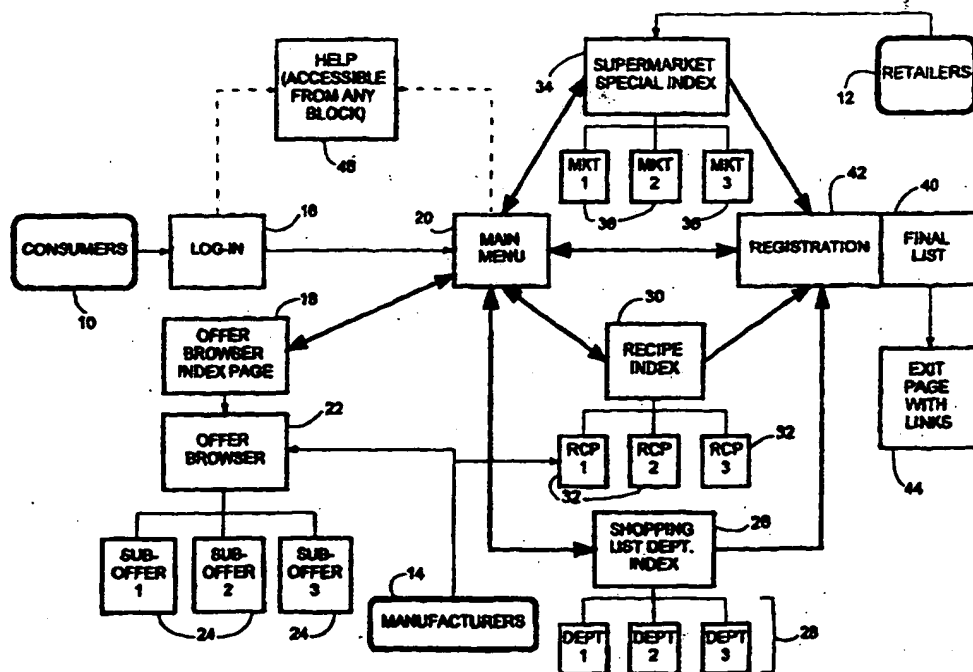 HELP
(ACCESSIBLE
FROM ANY
BLOCK)
48
34
SUPERMARKET
SPECIAL INDEX
RETAILERS
12
MKT
1
MKT
2
MKT
3
36
36
CONSUMERS
10
16
LOG-IN
20
MAIN
MENU
42
REGISTRATION
40
FINAL
LIST
18
OFFER
BROWSER
INDEX PAGE
30
RECIPE
INDEX
EXIT
PAGE
WITH
LINKS
44
22
OFFER
BROWSER
RCP
1
RCP
2
RCP
3
32
32
SUB-
OFFER
1
SUB-
OFFER
2
SUB-
OFFER
3
24
24
14
MANUFACTURERS
26
SHOPPING
LIST DEPT.
INDEX
DEPT
1
DEPT
2
DEPT
3
28